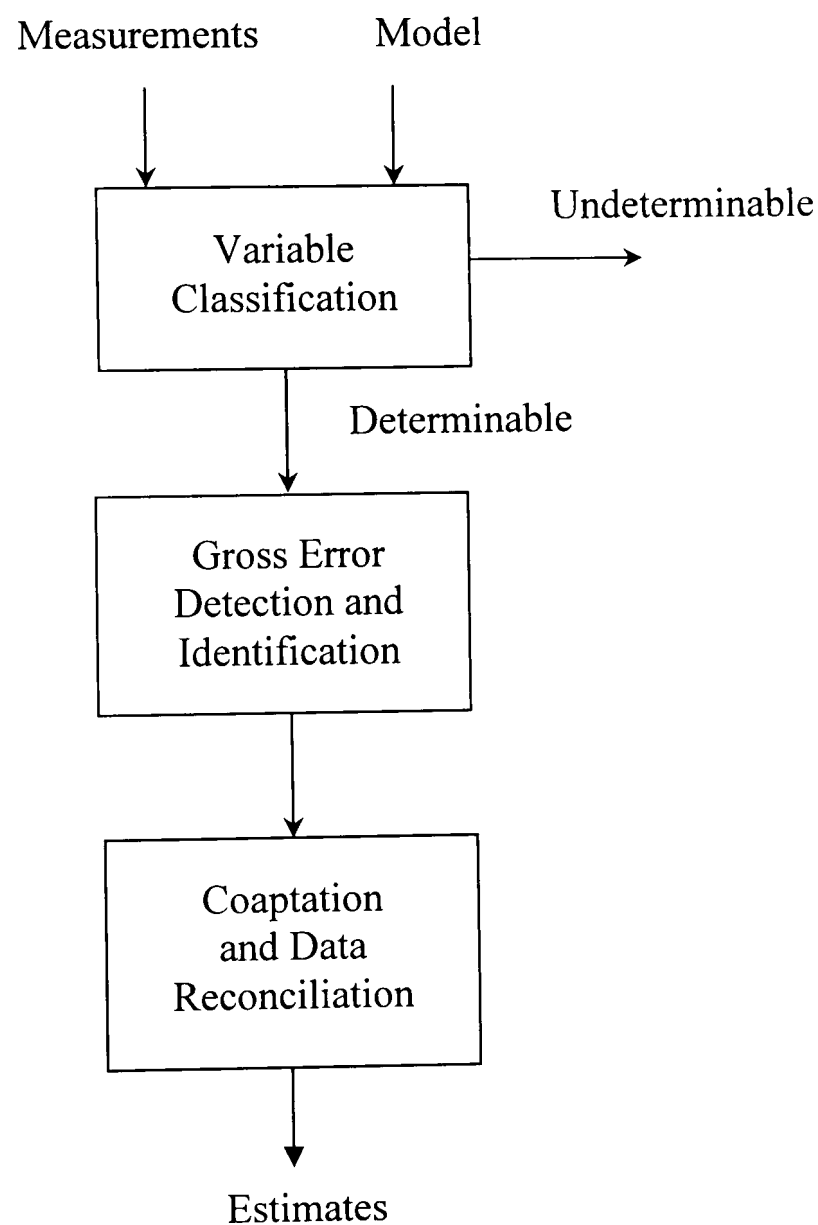 Measurements
Model
Variable
Classification
Undeterminable
Determinable
Gross Error
Detection and
Identification
Coaptation
and Data
Reconciliation
Estimates